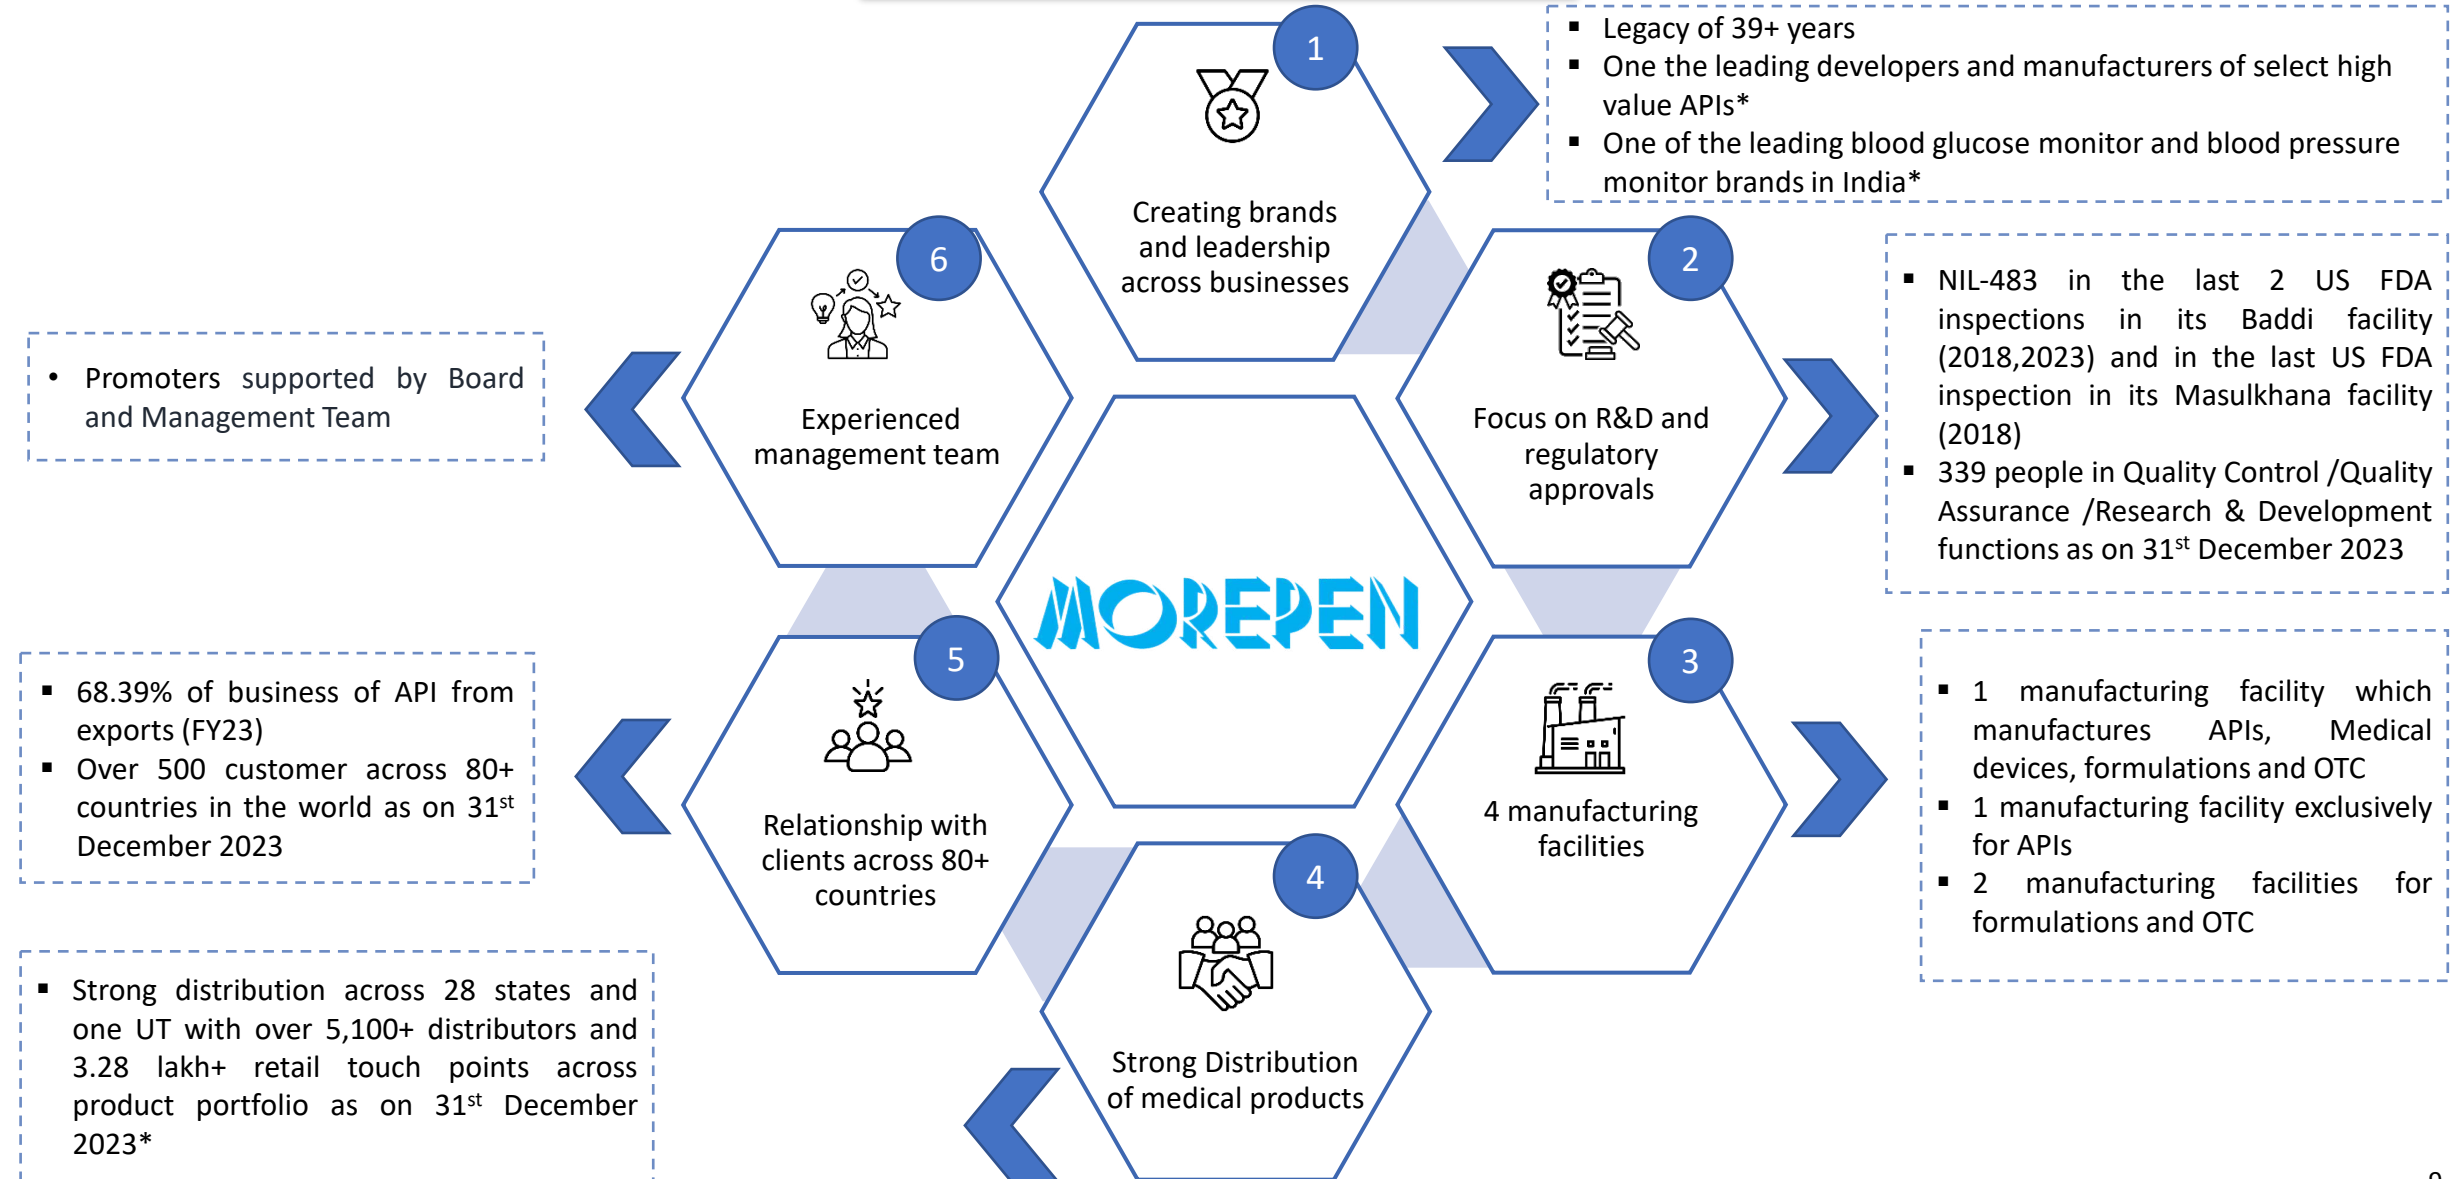 1
Creating brands
and leadership
across businesses
▪ Legacy of 39+ years
▪ One the leading developers and manufacturers of select high
value APIs*
▪ One of the leading blood glucose monitor and blood pressure
monitor brands in India*
2
Focus on R&D and
regulatory
approvals
▪ NIL-483 in the last 2 US FDA
inspections in its Baddi facility
(2018,2023) and in the last US FDA
inspection in its Masulkhana facility
(2018)
▪ 339 people in Quality Control /Quality
Assurance /Research & Development
functions as on 31st December 2023
3
4 manufacturing
facilities
▪ 1 manufacturing facility which
manufactures APIs, Medical
devices, formulations and OTC
▪ 1 manufacturing facility exclusively
for APIs
▪ 2 manufacturing facilities for
formulations and OTC
4
Strong Distribution
of medical products
▪ Strong distribution across 28 states and
one UT with over 5,100+ distributors and
3.28 lakh+ retail touch points across
product portfolio as on 31st December
2023*
5
Relationship with
clients across 80+
countries
▪ 68.39% of business of API from
exports (FY23)
▪ Over 500 customer across 80+
countries in the world as on 31st
December 2023
6
Experienced
management team
• Promoters supported by Board
and Management Team
MOREPEN